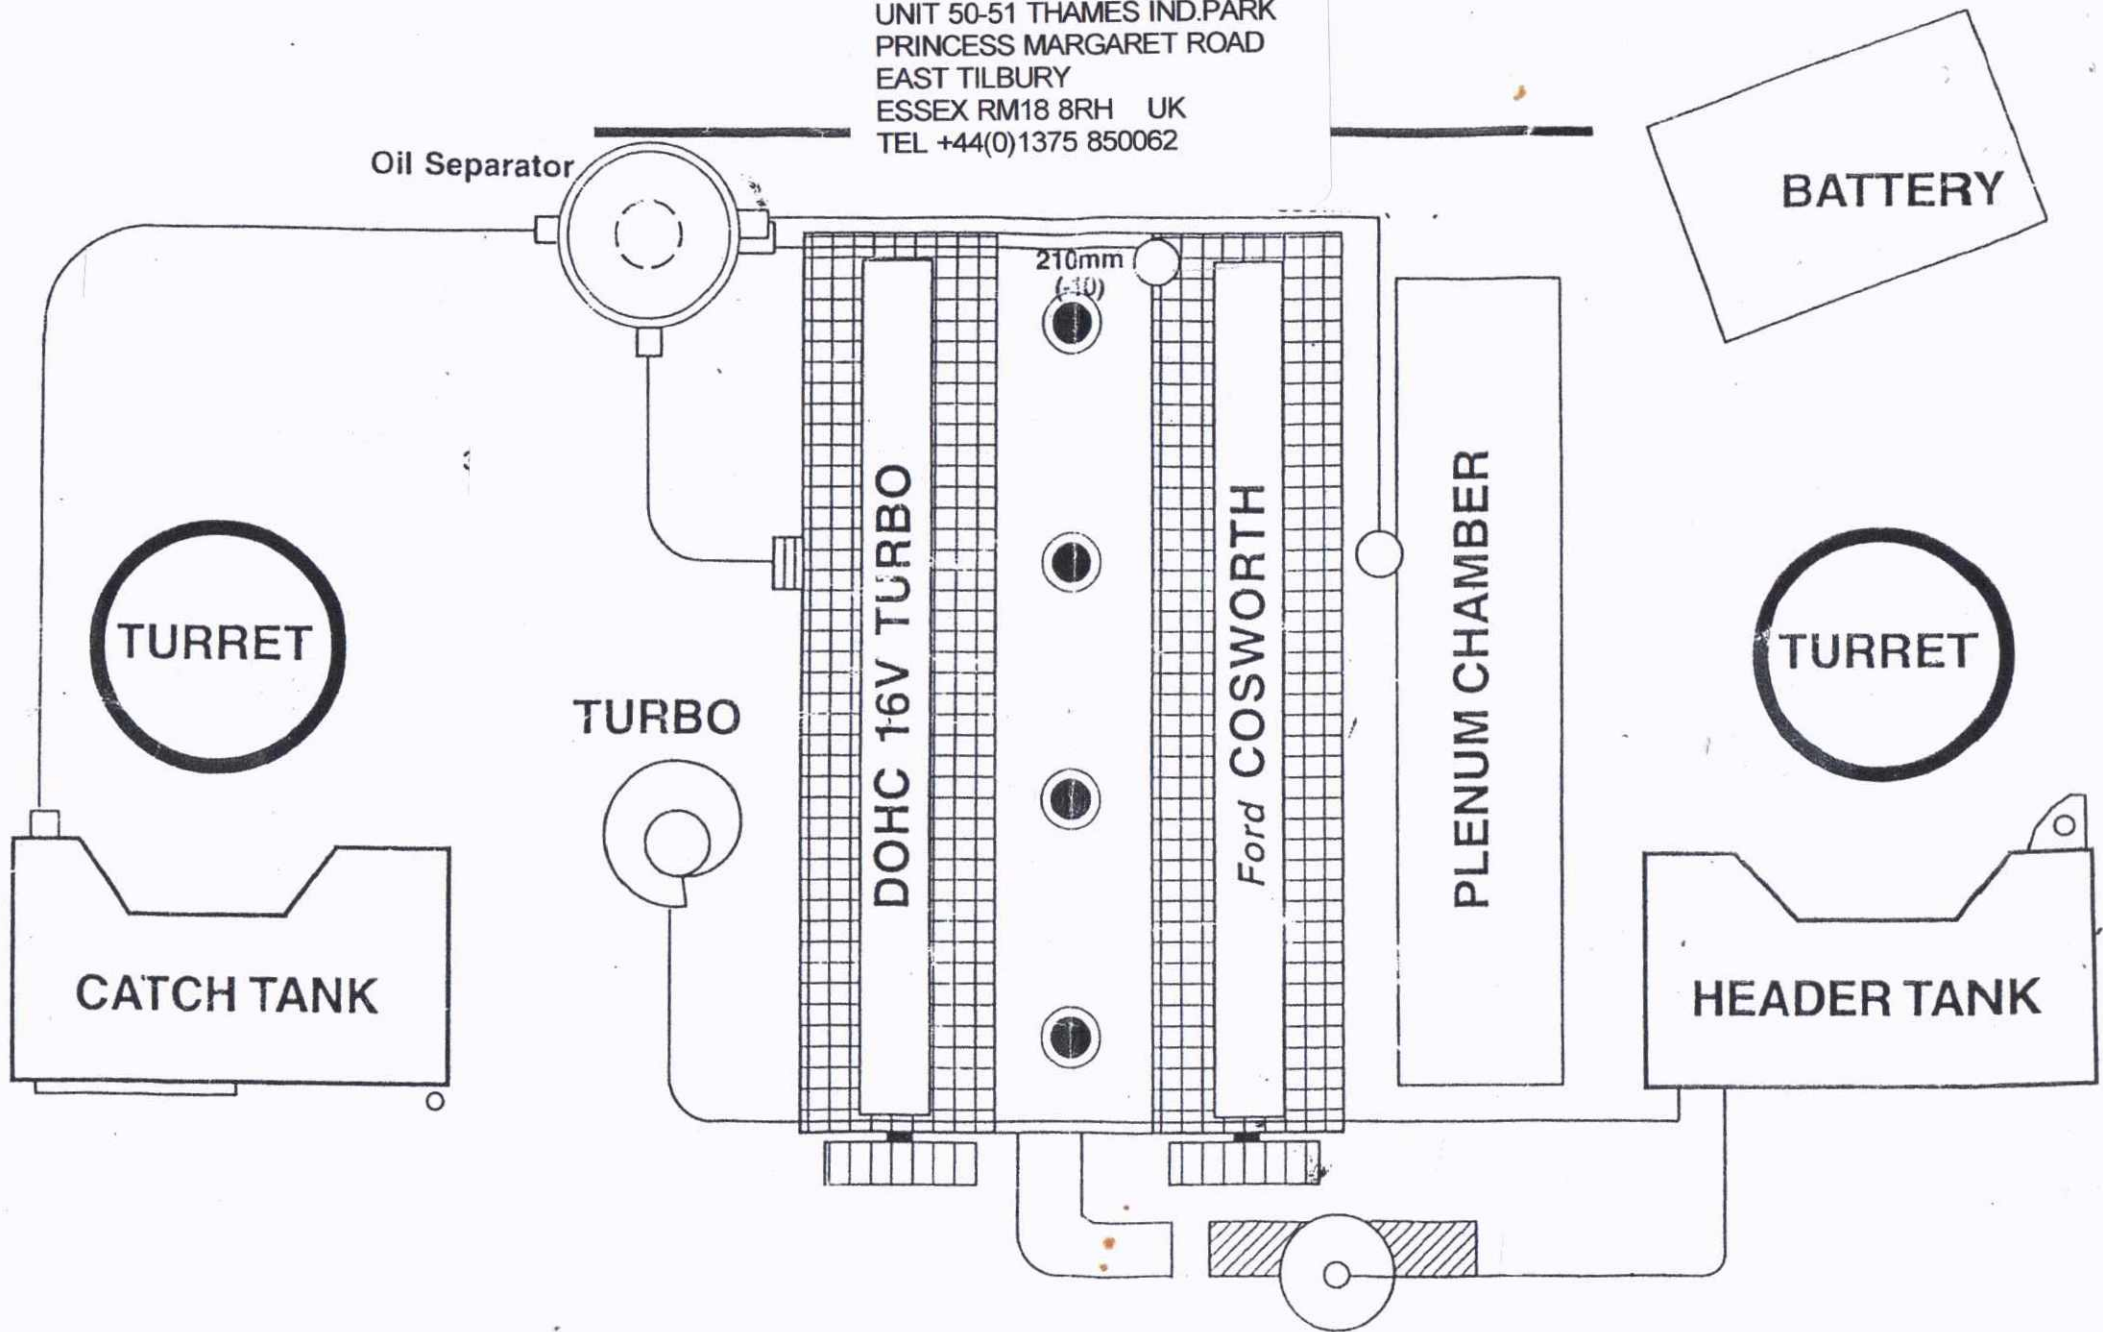 UNIT 50-51 THAMES IND.PARK
PRINCESS MARGARET ROAD
EAST TILBURY
ESSEX RM18 8RH UK
TEL +44(0)1375 850062
Oil Separator
BATTERY
210mm
(-10)
DOHC 16V TURBO
Ford COSWORTH
PLENUM CHAMBER
TURRET
TURRET
TURBO
CATCH TANK
HEADER TANK